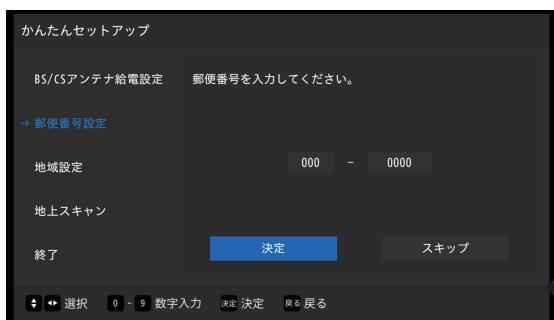 かんたんセットアップ
BS/CSアンテナ給電設定
郵便番号を入力してください。
→ 郵便番号設定
地域設定
000 - 0000
地上スキャン
終了
決定 スキップ
選択 0 - 9 数字入力 決定 決定 戻る 戻る